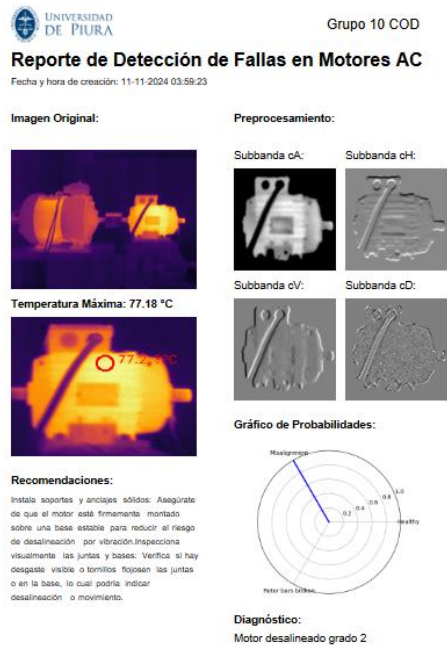 UNIVERSIDAD
DE PIURA
Grupo 10 COD
Reporte de Detección de Fallas en Motores AC
Fecha y hora de creación: 11-11-2024 03:59:23
Imagen Original:
Temperatura Máxima: 77.18 °C
77.2 °C
Recomendaciones:
Instala soportes y anclajes sólidos: Asegúrate
de que el motor esté firmemente montado
sobre una base estable para reducir el riesgo
de desalineación por vibración.Inspecciona
visualmente las juntas y bases: Verifica si hay
desgaste visible o tornillos flojosen las juntas
o en la base, lo cual podría indicar
desalineación o movimiento.
Preprocesamiento:
Subbanda cA:
Subbanda cH:
Subbanda cV:
Subbanda cD:
Gráfico de Probabilidades:
Misalignment
1.0
0.8
0.6
0.4
0.2
Healthy
Rotor bars broken
Diagnóstico:
Motor desalineado grado 2